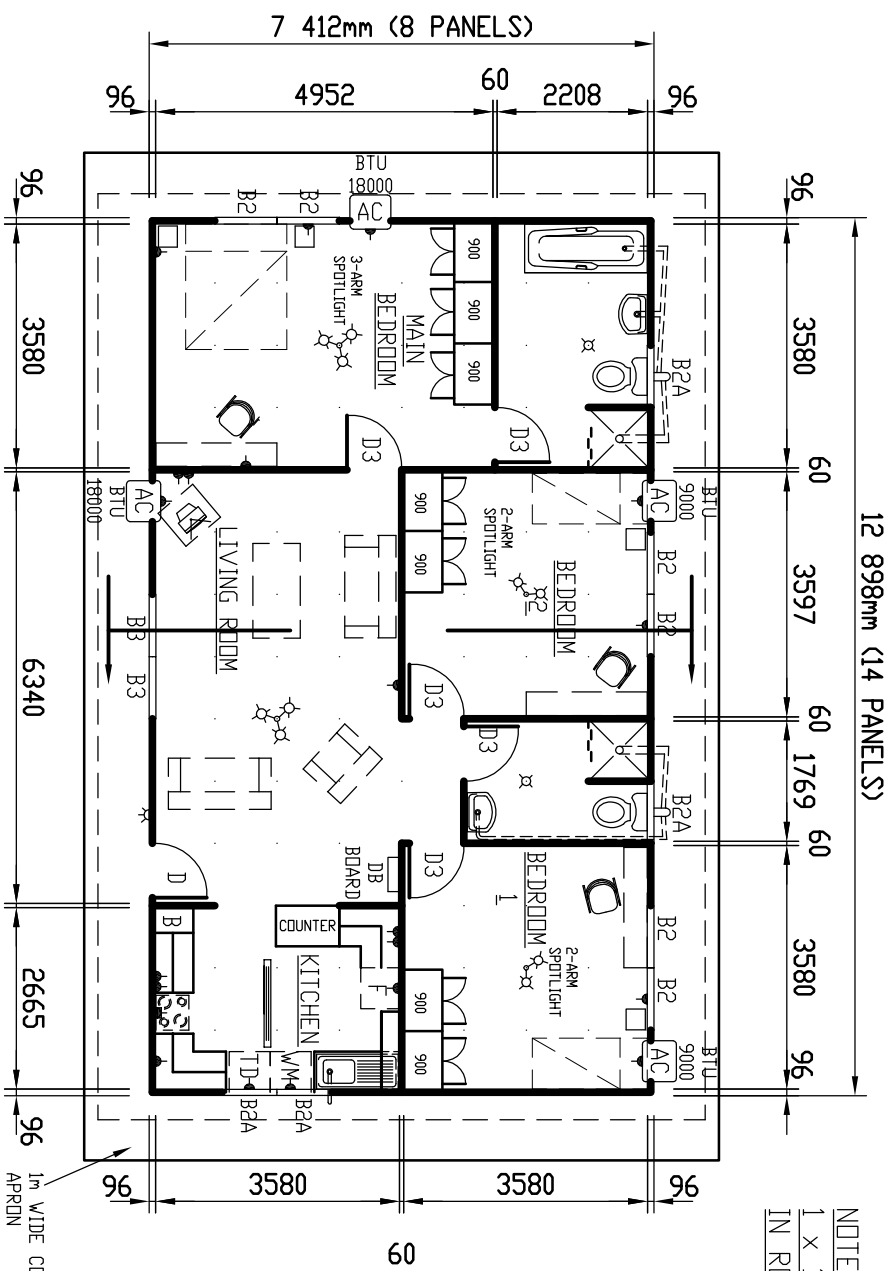 7 412mm (8 PANELS)
96
4952
60
2208
96
12 898mm (14 PANELS)
96
3580
60
3597
60
1769
60
3580
96
96
3580
6340
2665
96
96
3580
3580
96
60
BTU
18000
AC
B2
B2
3-ARM
SPOTLIGHT
MAIN
BEDROOM
900
900
900
B2A
D3
D3
BTU
9000
AC
B2
B2
900
900
2-ARM
SPOTLIGHT
BEDROOM
2
D3
D3
B2A
BTU
18000
AC
LIVING ROOM
B3
B3
D
DB
BOARD
D3
BEDROOM
1
2-ARM
SPOTLIGHT
900
900
B2
B2
BTU
9000
AC
COUNTER
KITCHEN
F
B
TD
WM
B2A
B2A
1m WIDE
APRON
NOTE
1 x
IN